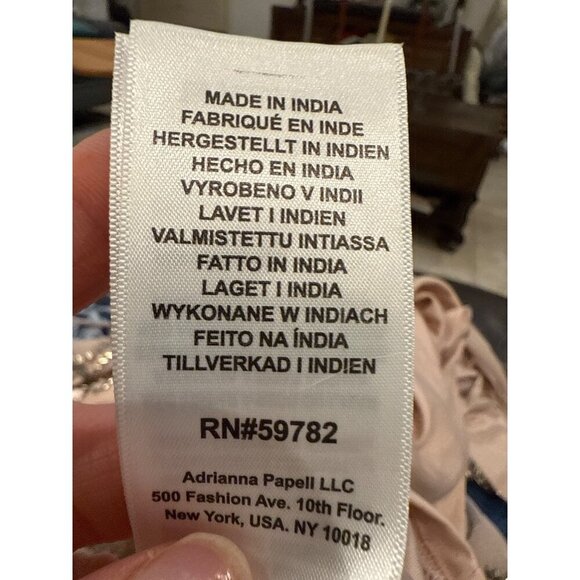 MADE IN INDIA
FABRIQUÉ EN INDE
HERGESTELLT IN INDIEN
HECHO EN INDIA
VYROBENO V INDII
LAVET I INDIEN
VALMISTETTU INTIASSA
FATTO IN INDIA
LAGET I INDIA
WYKONANE W INDIACH
FEITO NA ÍNDIA
TILLVERKAD I INDIEN
RN#59782
Adrianna Papell LLC
500 Fashion Ave. 10th Floor.
New York, USA. NY 10018